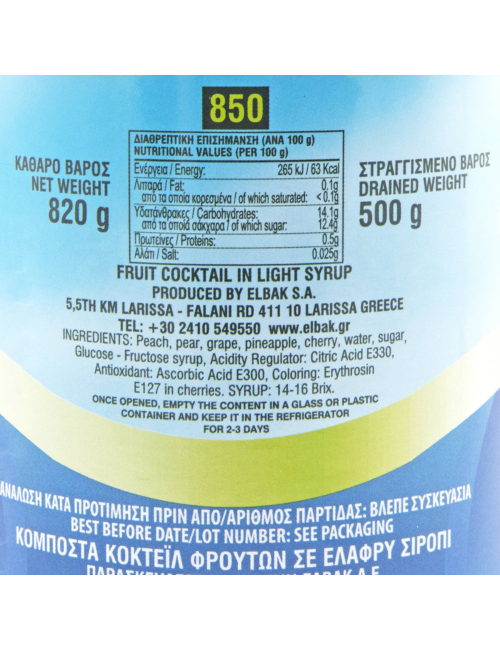 850
ΔΙΑΘΡΕΠΤΙΚΗ ΕΠΙΣΗΜΑΝΣΗ (ΑΝΑ 100 g)
NUTRITIONAL VALUES (PER 100 g)
Ενέργεια / Energy: 265 kJ / 63 Kcal
Λιπαρά / Fat: 0.1g
από τα οποία κορεσμένα / of which saturated: < 0.1g
Υδατάνθρακες / Carbohydrates: 14.1g
από τα οποία σάκχαρα / of which sugar: 12.4g
Πρωτεΐνες / Proteins: 0.5g
Αλάτι / Salt: 0.025g
ΚΑΘΑΡΟ ΒΑΡΟΣ
NET WEIGHT
820 g
ΣΤΡΑΓΓΙΣΜΕΝΟ ΒΑΡΟΣ
DRAINED WEIGHT
500 g
FRUIT COCKTAIL IN LIGHT SYRUP
PRODUCED BY ELBAK S.A.
5,5TH KM LARISSA - FALANI RD 411 10 LARISSA GREECE
TEL: +30 2410 549550 www.elbak.gr
INGREDIENTS: Peach, pear, grape, pineapple, cherry, water, sugar,
Glucose - Fructose syrup, Acidity Regulator: Citric Acid E330,
Antioxidant: Ascorbic Acid E300, Coloring: Erythrosin
E127 in cherries. SYRUP: 14-16 Brix.
ONCE OPENED, EMPTY THE CONTENT IN A GLASS OR PLASTIC
CONTAINER AND KEEP IT IN THE REFRIGERATOR
FOR 2-3 DAYS
ΑΝΑΛΩΣΗ ΚΑΤΑ ΠΡΟΤΙΜΗΣΗ ΠΡΙΝ ΑΠΟ/ΑΡΙΘΜΟΣ ΠΑΡΤΙΔΑΣ: ΒΛΕΠΕ ΣΥΣΚΕΥΑΣΙΑ
BEST BEFORE DATE/LOT NUMBER: SEE PACKAGING
ΚΟΜΠΟΣΤΑ ΚΟΚΤΕΪΛ ΦΡΟΥΤΩΝ ΣΕ ΕΛΑΦΡΥ ΣΙΡΟΠΙ